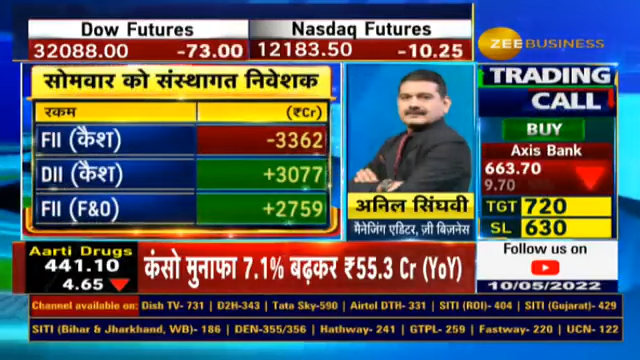 Dow Futures
32088.00 -73.00
Nasdaq Futures
12183.50 -10.25
ZEE BUSINESS
सोमवार को संस्थागत निवेशक
रकम (₹Cr)
FII (कैश) -3362
DII (कैश) +3077
FII (F&O) +2759
अनिल सिंघवी
मैनेजिंग एडिटर, ज़ी बिज़नेस
TRADING
CALL
BUY
Axis Bank
663.70
9.70
TGT 720
SL 630
Aarti Drugs
441.10
4.65
कंसो मुनाफा 7.1% बढ़कर ₹55.3 Cr (YoY)
Follow us on
10/05/2022
Channel available on: Dish TV- 731 | D2H-343 | Tata Sky-590 | Airtel DTH- 331 | SITI (ROI)- 404 | SITI (Gujarat)- 429
SITI (Bihar & Jharkhand, WB)- 186 | DEN-355/356 | Hathway- 241 | GTPL- 259 | Fastway- 220 | UCN- 122